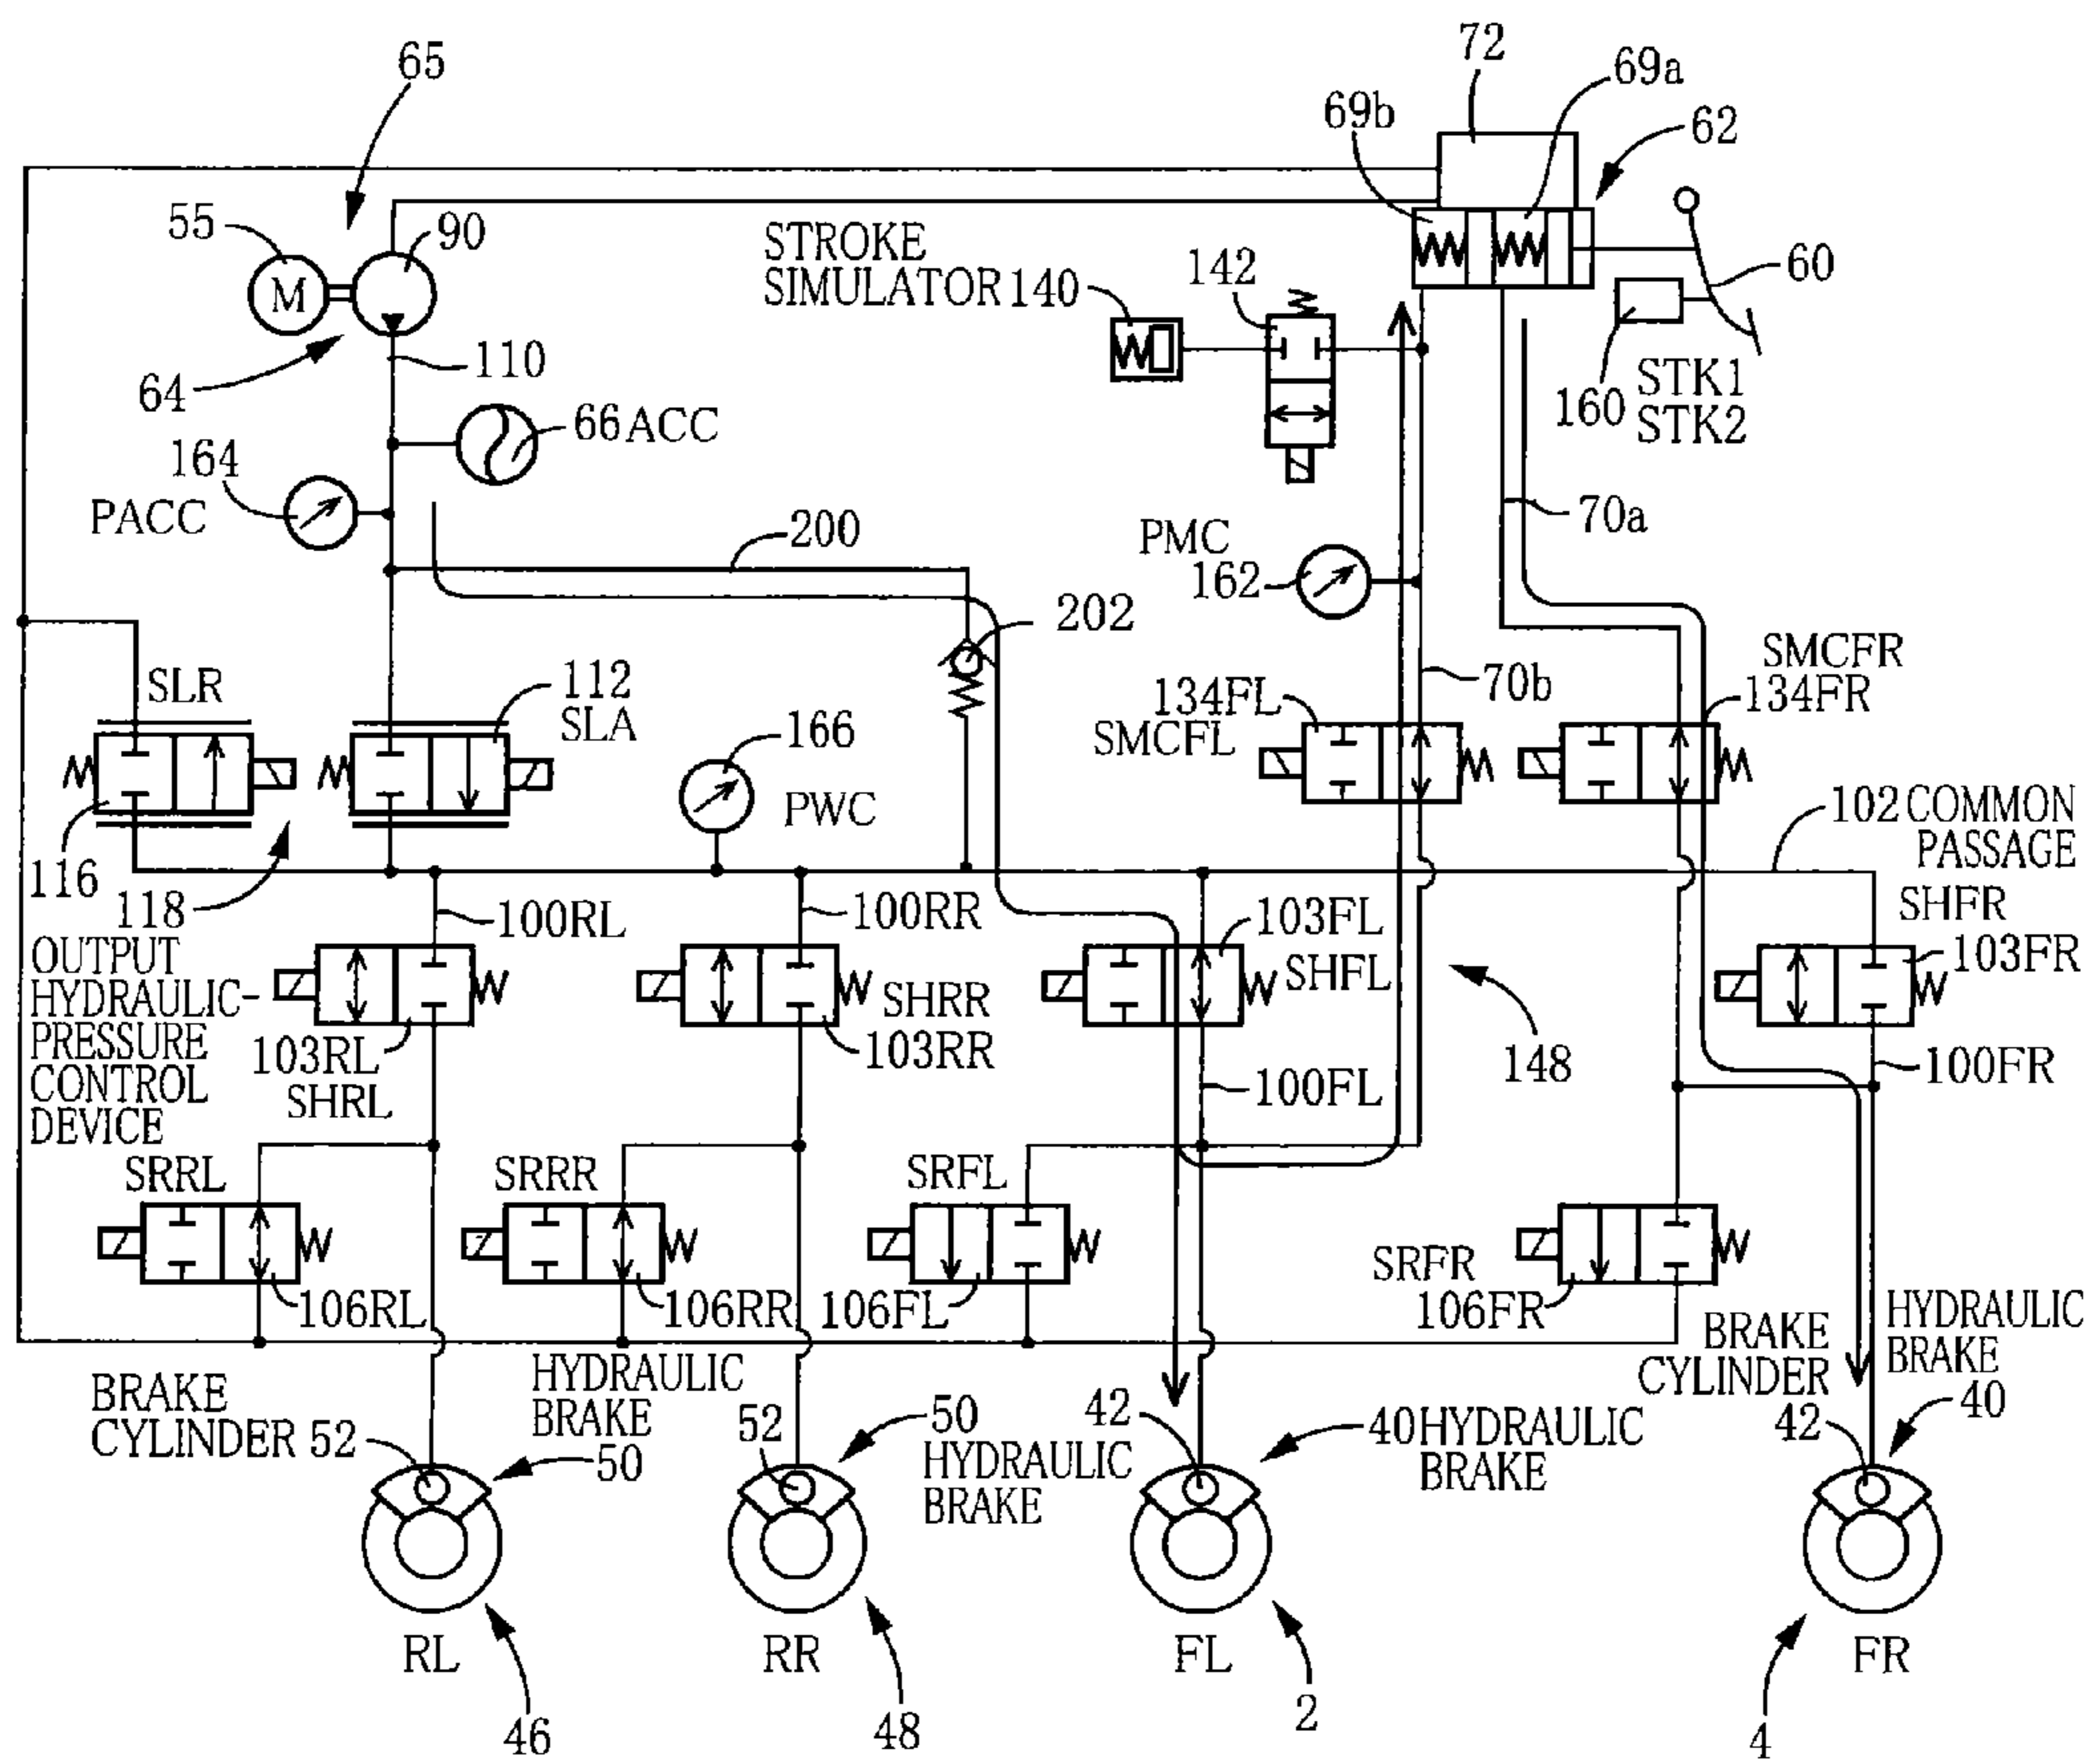 72
65
69a
69b
62
55
90
STROKE
SIMULATOR 140
142
60
64
110
66 ACC
STK1
160 STK2
164
PACC
200
70a
PMC
162
202
SMCFR
134FR
SLR
112
SLA
70b
134FL
SMCFL
M
166
PWC
102 COMMON
PASSAGE
116
118
100RL
100RR
103FL
SHFL
SHFR
103FR
OUTPUT
HYDRAULIC-
PRESSURE
CONTROL
DEVICE
SHRR
103RR
103RL
SHRL
148
100FL
100FR
SRRL
SRRR
SRFL
SRFR
106RL
106RR
106FL
106FR
BRAKE
CYLINDER
42
HYDRAULIC
BRAKE
40
BRAKE
CYLINDER 52
HYDRAULIC
BRAKE
50
52
50
HYDRAULIC
BRAKE
42
40 HYDRAULIC
BRAKE
RL
RR
FL
FR
46
48
2
4